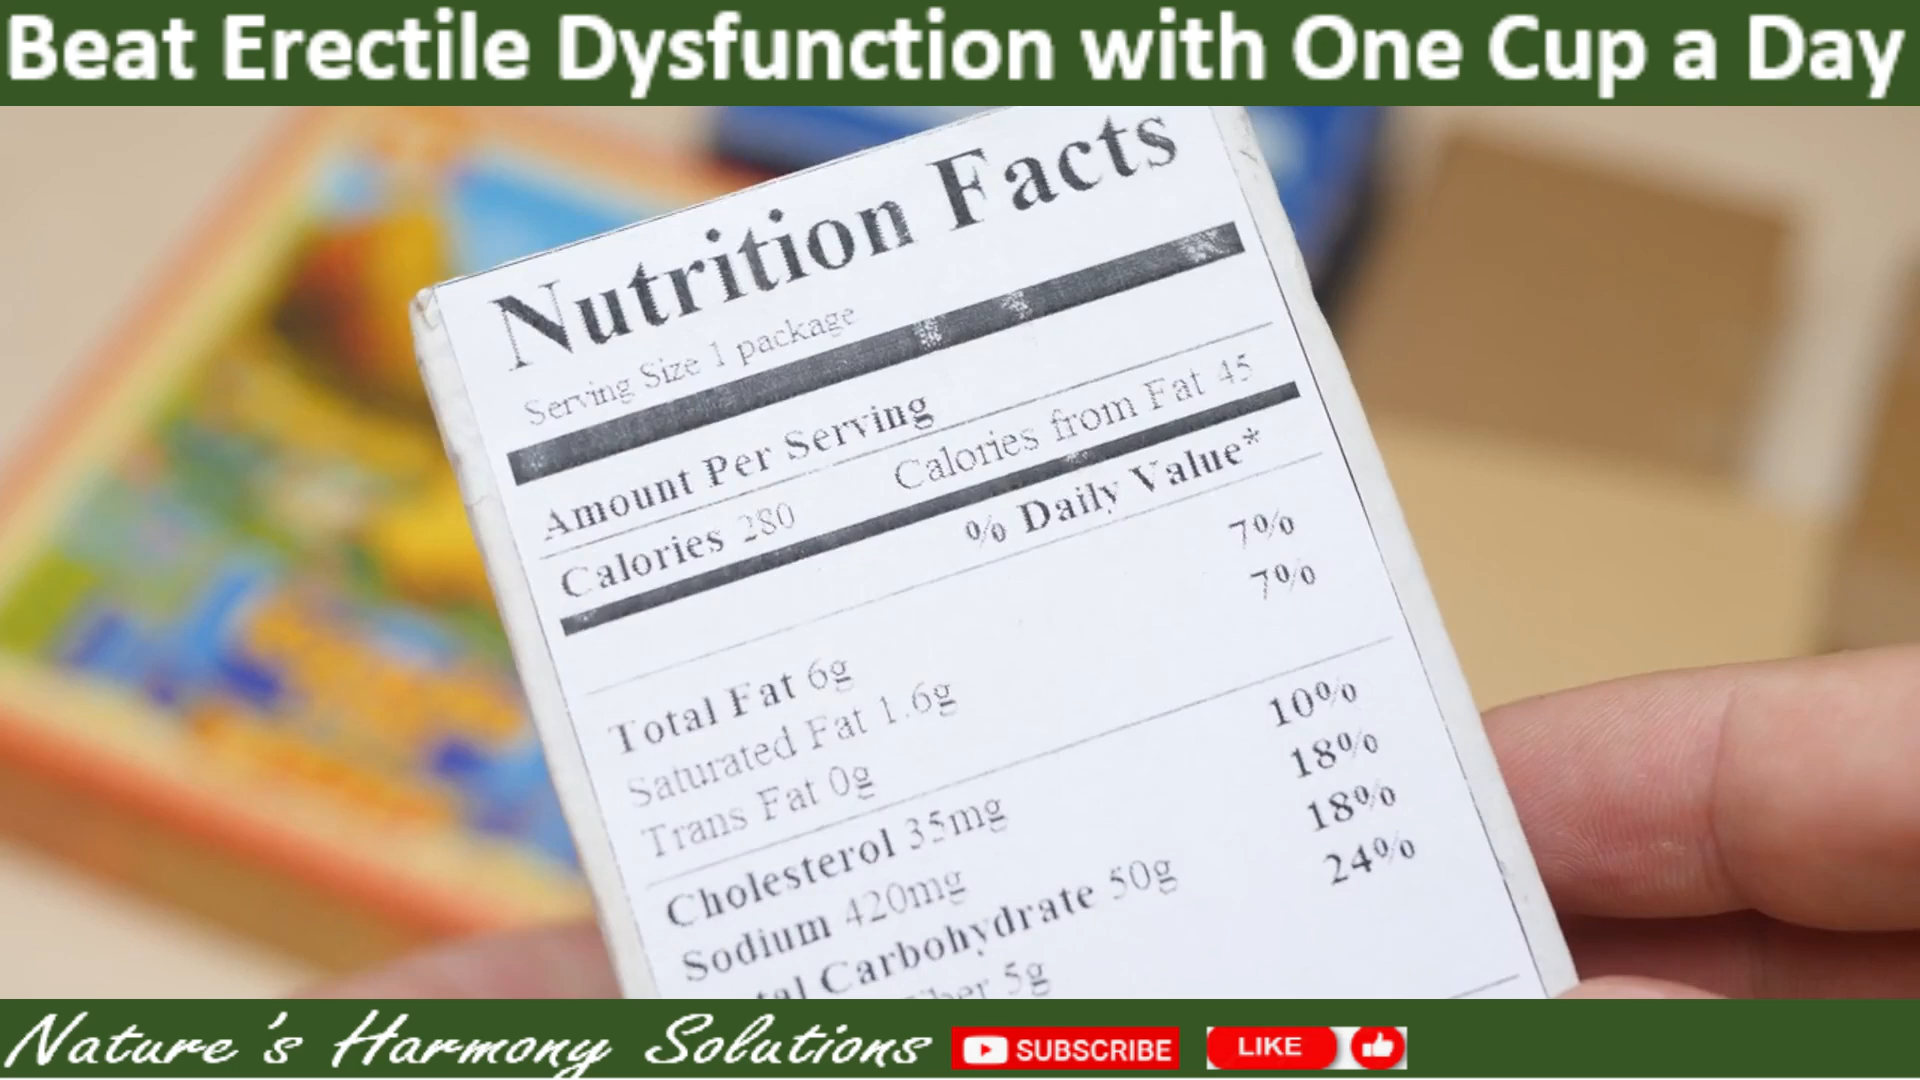 Beat Erectile Dysfunction with One Cup a Day
Nutrition Facts
Serving Size 1 package
Amount Per Serving
Calories 280 Calories from Fat 45
% Daily Value*
7%
7%
Total Fat 6g
Saturated Fat 1.6g
Trans Fat 0g
10%
18%
18%
24%
Cholesterol 35mg
Sodium 420mg
Carbohydrate 50g
5g
Nature's Harmony Solutions SUBSCRIBE LIKE